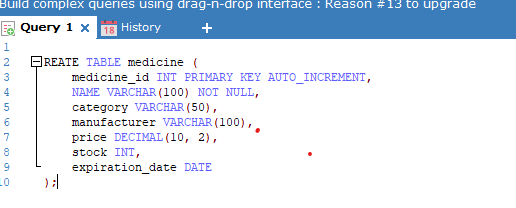 Build complex queries using drag-n-drop interface : Reason #13 to upgrade
Query 1 × 18 History +
1
2 REATE TABLE medicine (
3 medicine_id INT PRIMARY KEY AUTO_INCREMENT,
4 NAME VARCHAR(100) NOT NULL,
5 category VARCHAR(50),
6 manufacturer VARCHAR(100),
7 price DECIMAL(10, 2),
8 stock INT,
9 expiration_date DATE
10 );